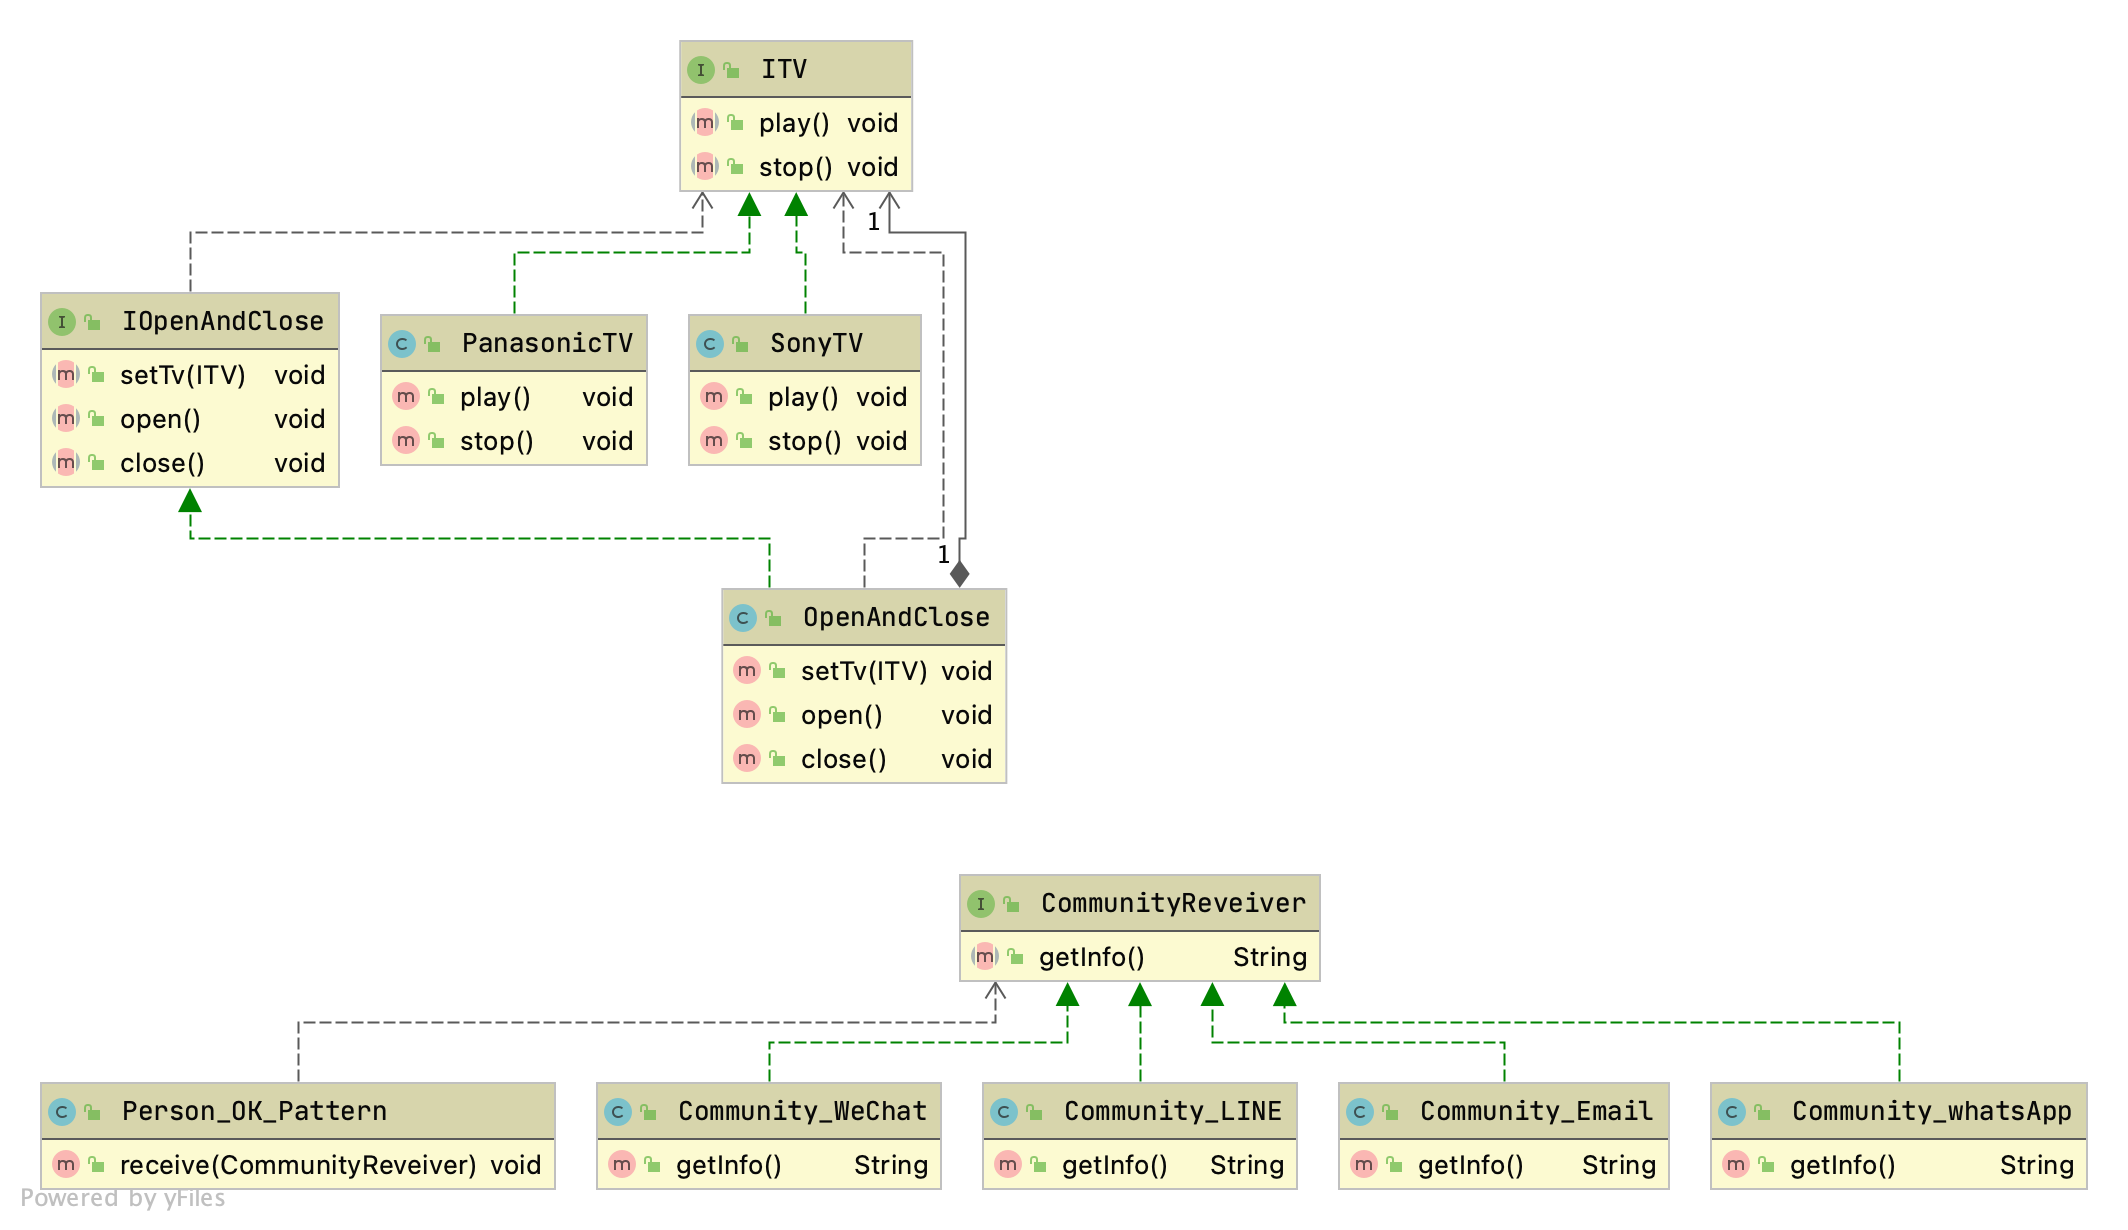 I ITV
m play() void
m stop() void
1
I IOpenAndClose
m setTv(ITV) void
m open() void
m close() void
C PanasonicTV
m play() void
m stop() void
C SonyTV
m play() void
m stop() void
1
C OpenAndClose
m setTv(ITV) void
m open() void
m close() void
I CommunityReveiver
m getInfo() String
C Person_OK_Pattern
m receive(CommunityReveiver) void
C Community_WeChat
m getInfo() String
C Community_LINE
m getInfo() String
C Community_Email
m getInfo() String
C Community_whatsApp
m getInfo() String
Powered by yFiles